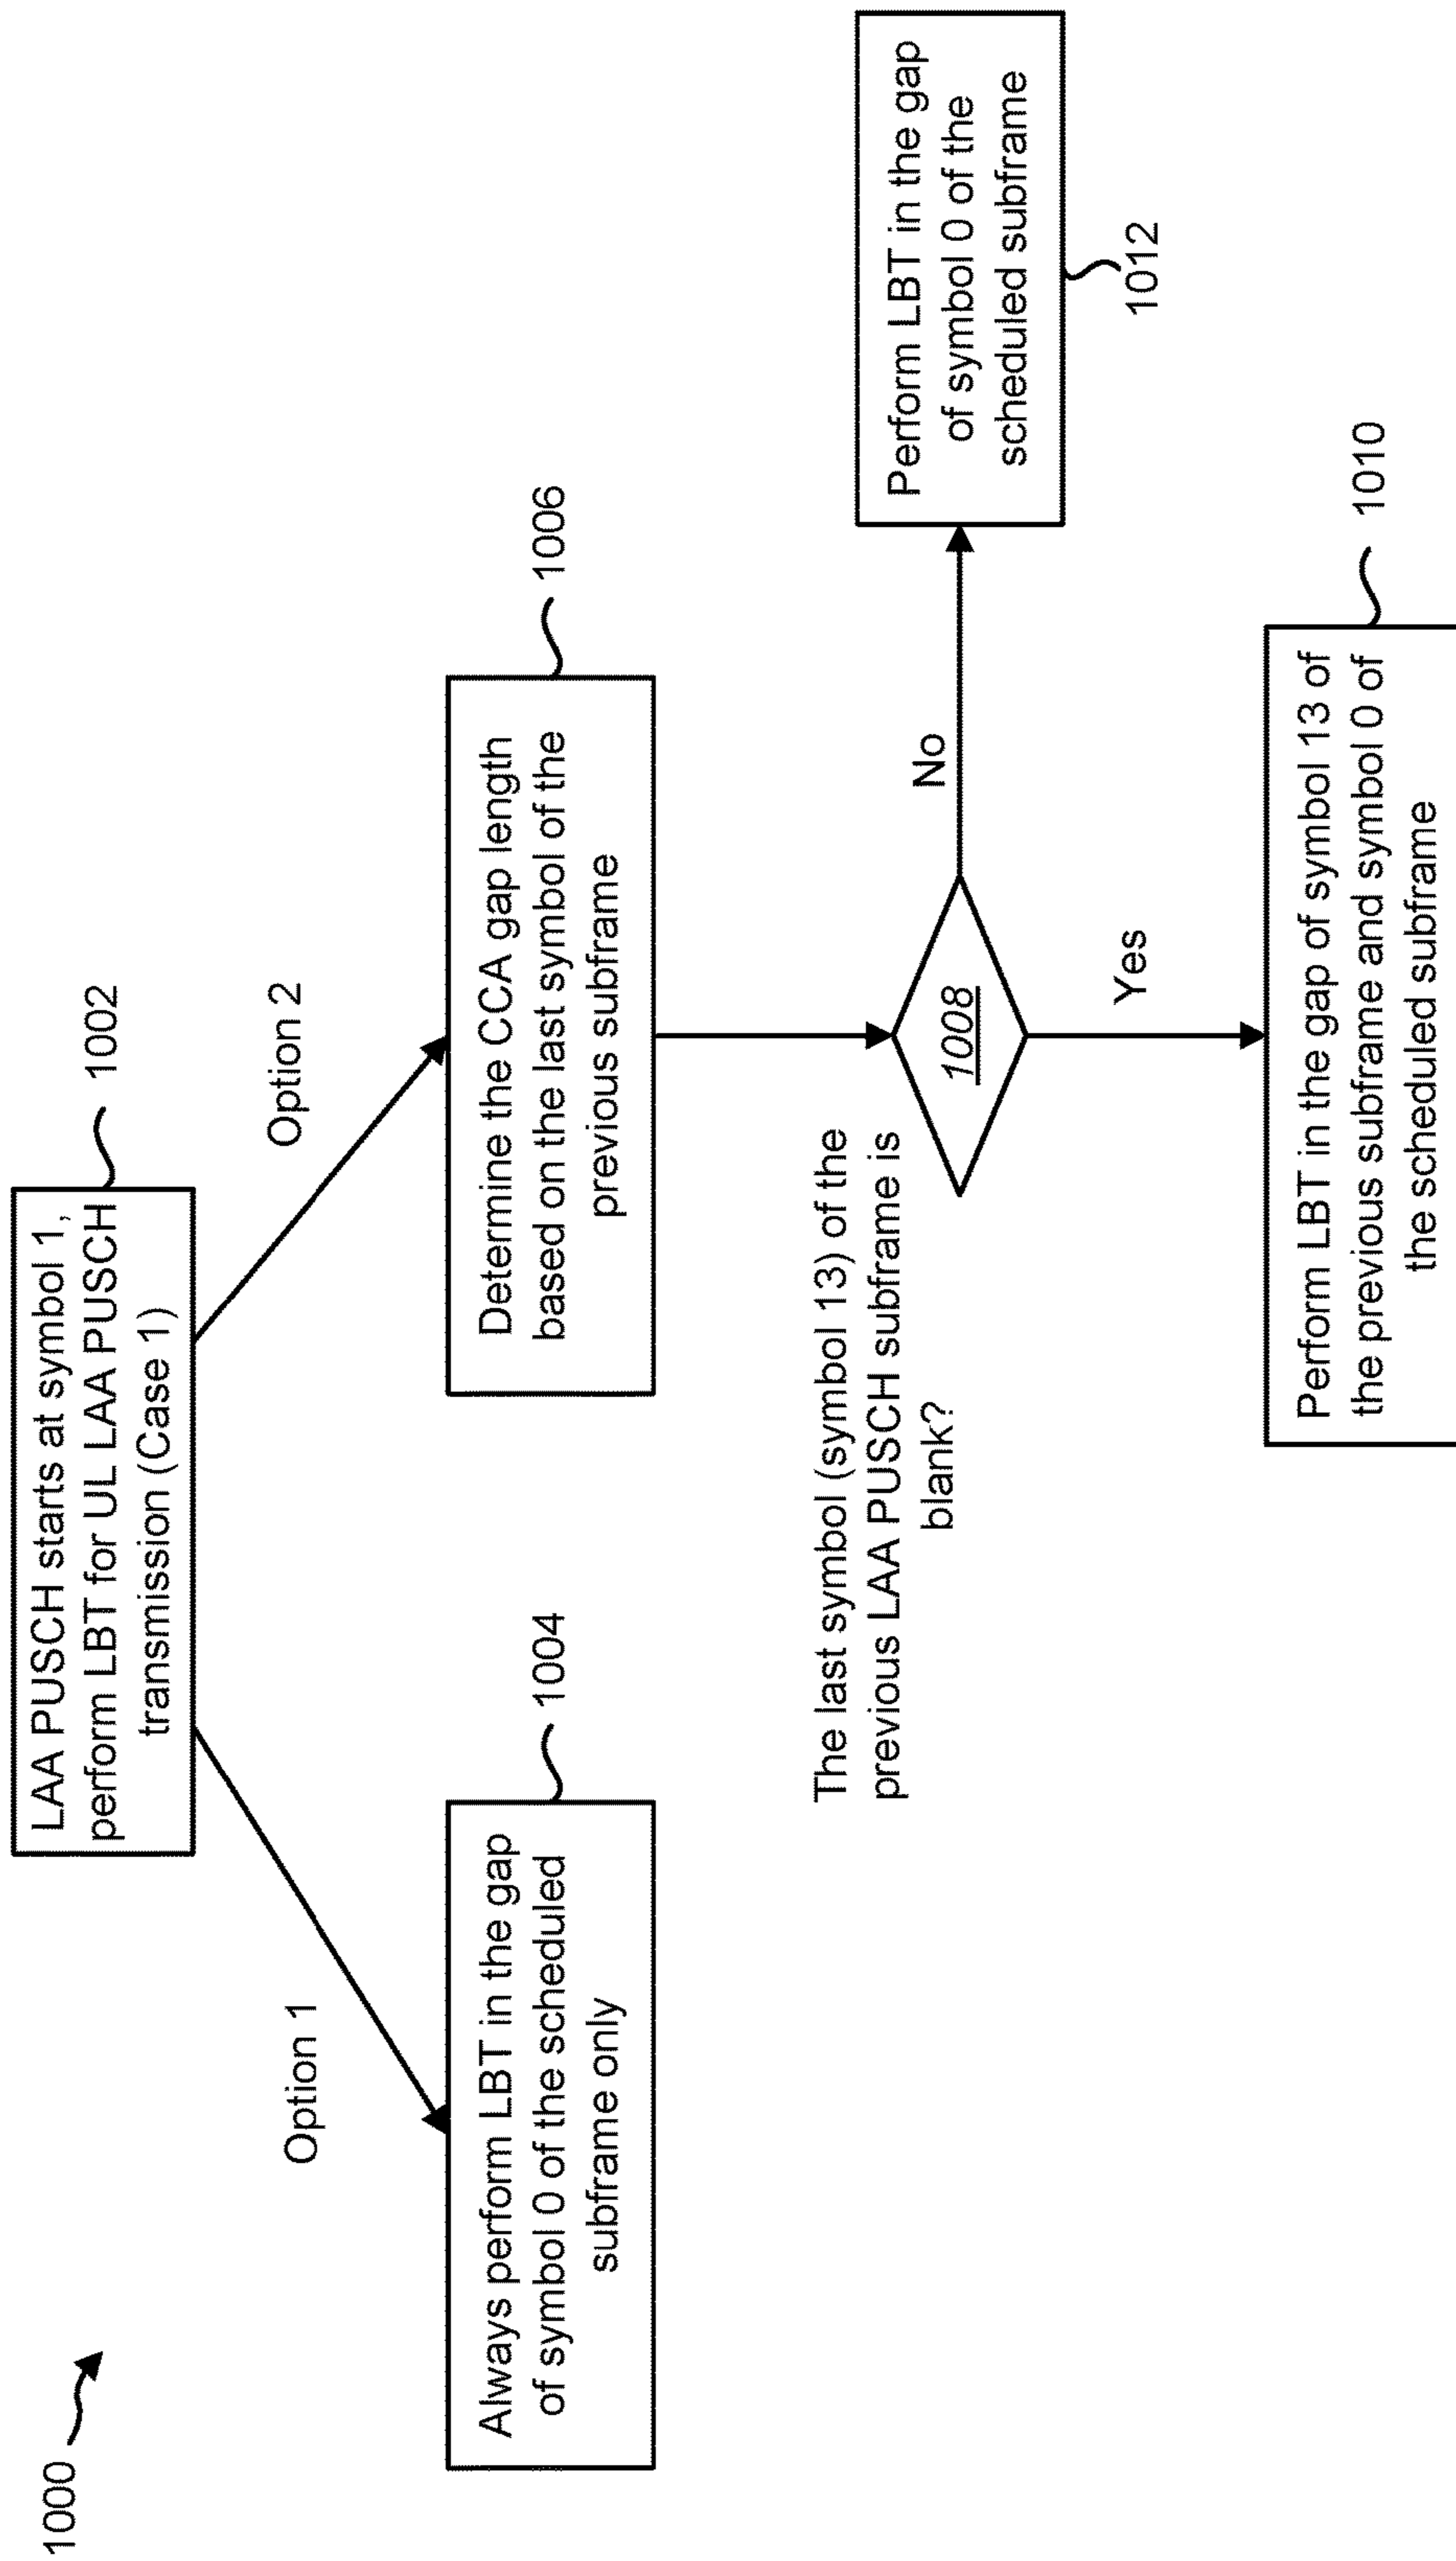 1000
LAA PUSCH starts at symbol 1,
perform LBT for UL LAA PUSCH
transmission (Case 1)
1002
Option 1
Option 2
Always perform LBT in the gap
of symbol 0 of the scheduled
subframe only
1004
Determine the CCA gap length
based on the last symbol of the
previous subframe
1006
The last symbol (symbol 13) of the
previous LAA PUSCH subframe is
blank?
1008
No
Perform LBT in the gap
of symbol 0 of the
scheduled subframe
1012
Yes
Perform LBT in the gap of symbol 13 of
the previous subframe and symbol 0 of
the scheduled subframe
1010